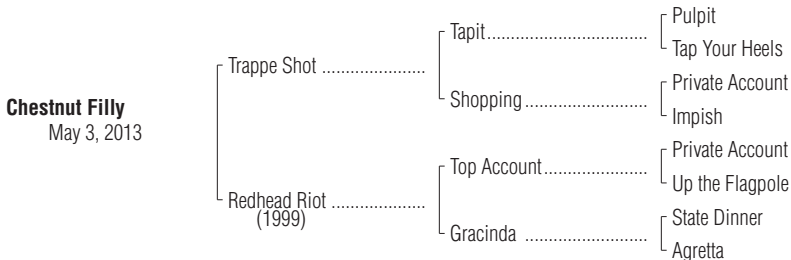 Pulpit
Tapit
Tap Your Heels
Trappe Shot
Private Account
Shopping
Impish
Chestnut Filly
May 3, 2013
Private Account
Top Account
Up the Flagpole
Redhead Riot
(1999)
State Dinner
Gracinda
Agretta